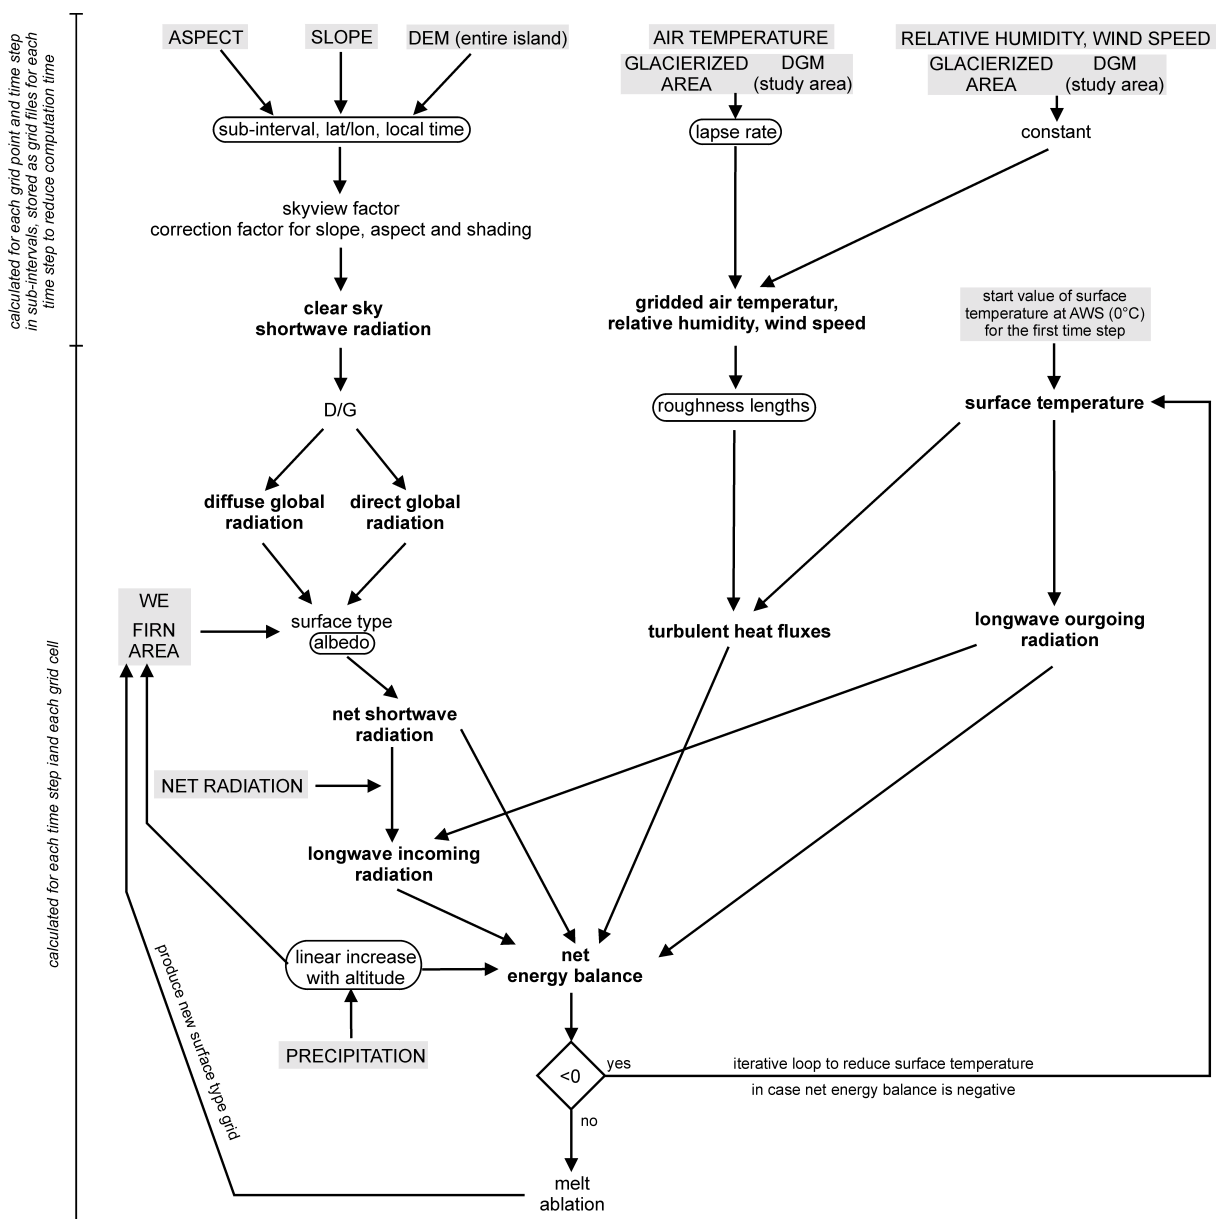 ASPECT
SLOPE
DEM (entire island)
AIR TEMPERATURE
RELATIVE HUMIDITY, WIND SPEED
GLACIERIZED
AREA
DGM
(study area)
GLACIERIZED
AREA
DGM
(study area)
sub-interval, lat/lon, local time
lapse rate
constant
calculated for each grid point and time step
in sub-intervals, stored as grid files for each
time step to reduce computation time
skyview factor
correction factor for slope, aspect and shading
clear sky
shortwave radiation
gridded air temperatur,
relative humidity, wind speed
start value of surface
temperature at AWS (0°C)
for the first time step
D/G
roughness lengths
surface temperature
diffuse global
radiation
direct global
radiation
WE
FIRN
AREA
surface type
albedo
turbulent heat fluxes
longwave ourgoing
radiation
calculated for each time step iand each grid cell
net shortwave
radiation
NET RADIATION
longwave incoming
radiation
linear increase
with altitude
net
energy balance
produce new surface type grid
PRECIPITATION
<0
yes
iterative loop to reduce surface temperature
in case net energy balance is negative
no
melt
ablation